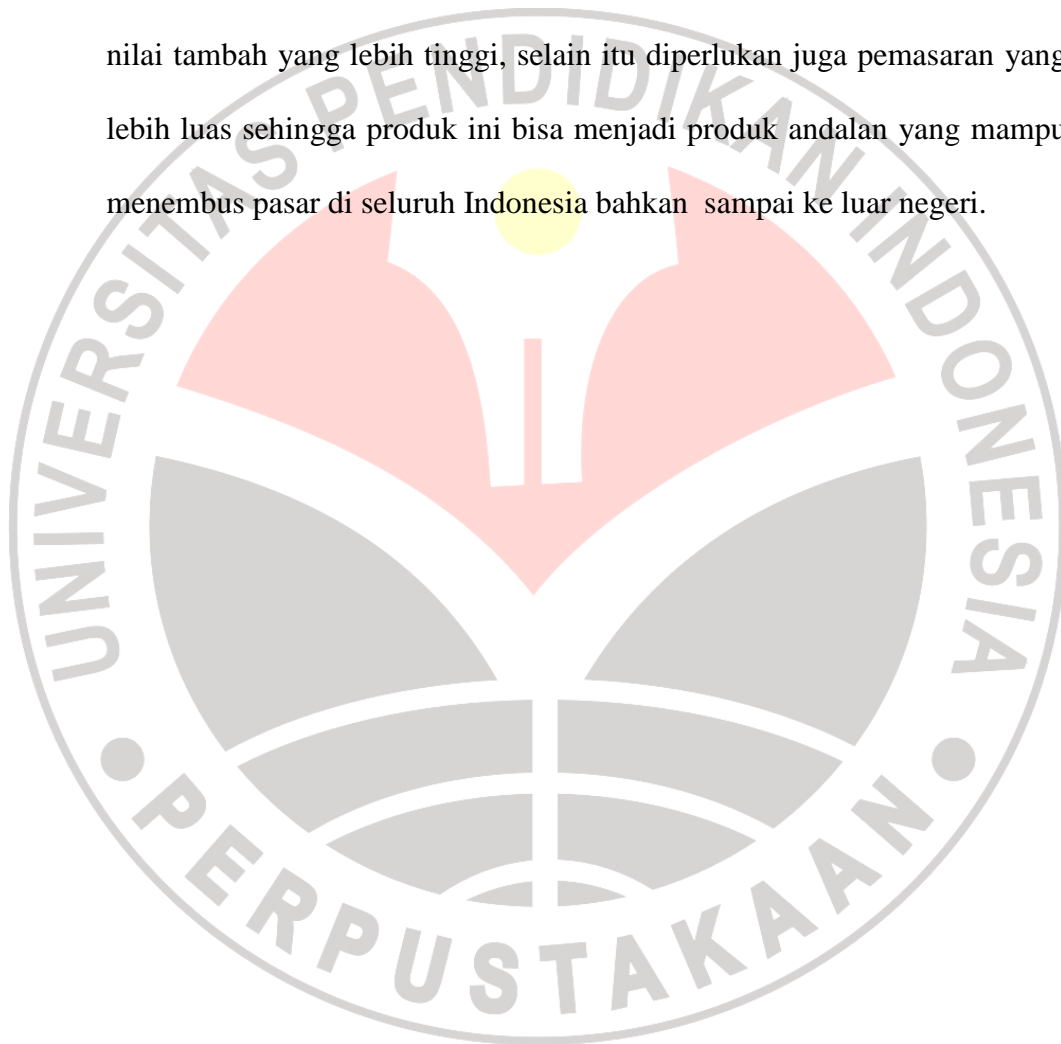 nilai tambah yang lebih tinggi, selain itu diperlukan juga pemasaran yang
lebih luas sehingga produk ini bisa menjadi produk andalan yang mampu
menembus pasar di seluruh Indonesia bahkan  sampai ke luar negeri.
UNIVERSITAS PENDIDIKAN INDONESIA
PERPUSTAKAAN